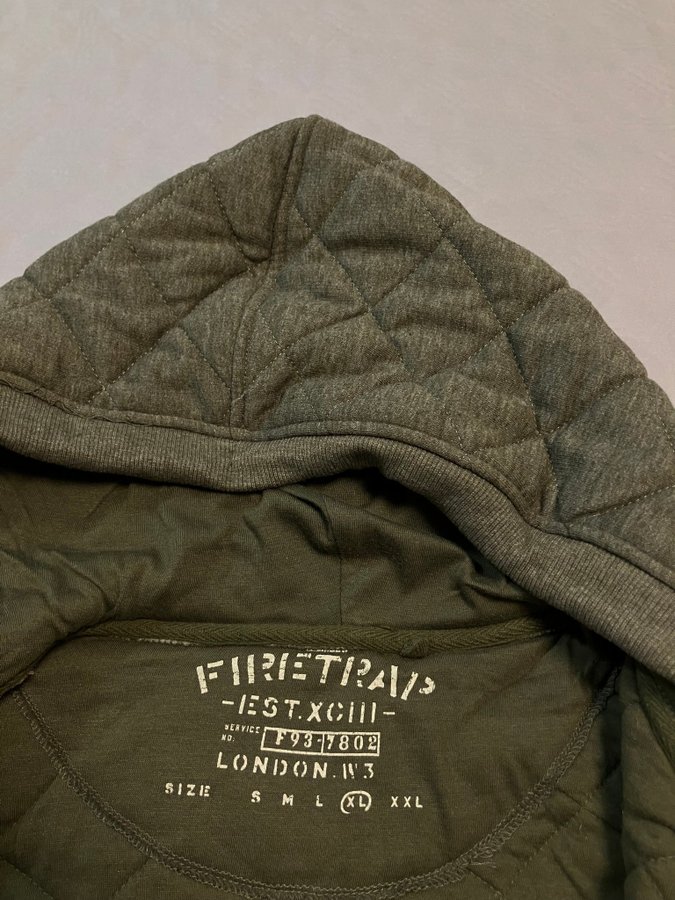 FIRETRAP
-EST.XCIII-
SERVICE NO. F93-7802
LONDON.W3
SIZE S M L XL XXL